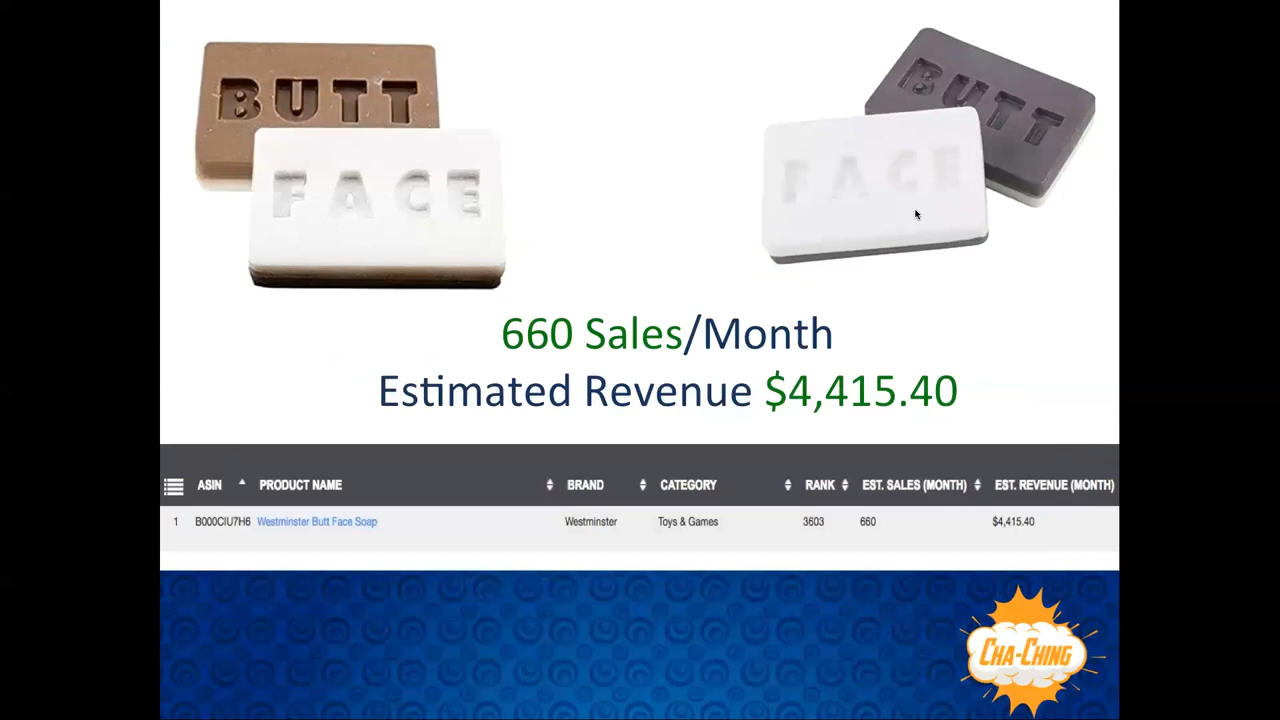 BUTT
FACE
BUTT
FACE
660 Sales/Month
Estimated Revenue $4,415.40
ASIN PRODUCT NAME BRAND CATEGORY RANK EST. SALES (MONTH) EST. REVENUE (MONTH)
1 B000CIU7H6 Westminster Butt Face Soap Westminster Toys & Games 3603 660 $4,415.40
CHA-CHING